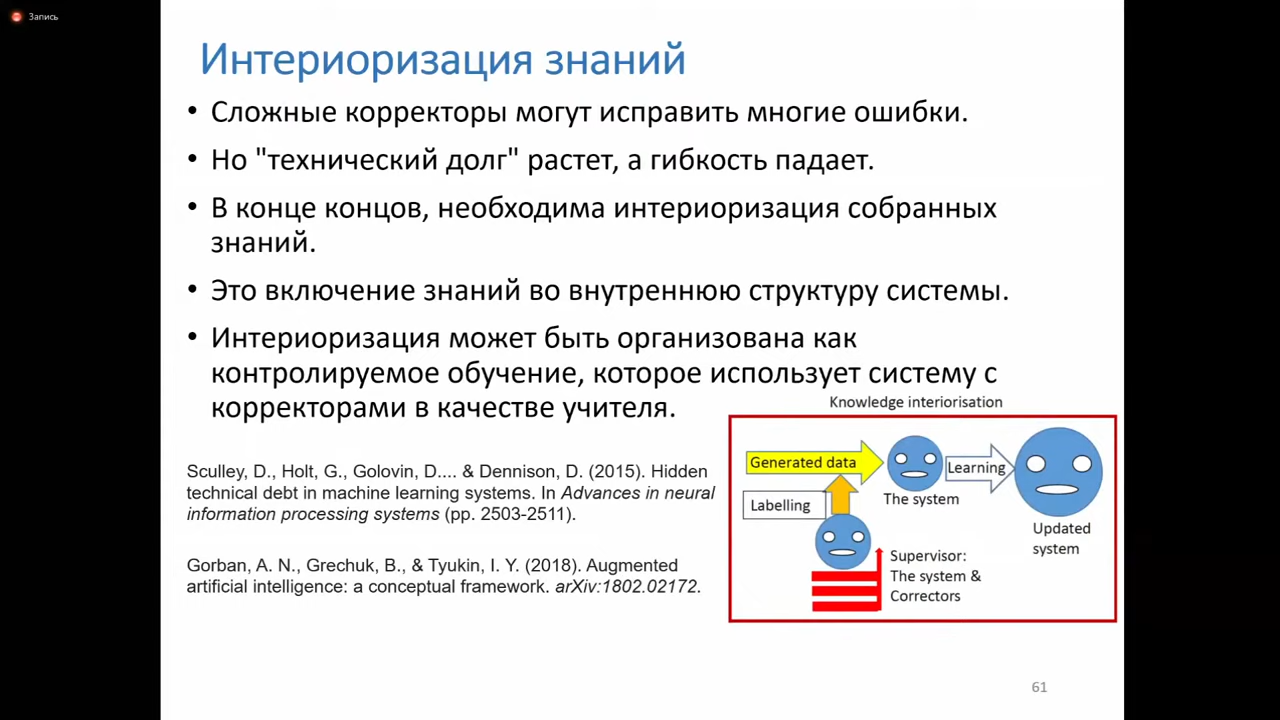 Запись
Интериоризация знаний
• Сложные корректоры могут исправить многие ошибки.
• Но "технический долг" растет, а гибкость падает.
• В конце концов, необходима интериоризация собранных
знаний.
• Это включение знаний во внутреннюю структуру системы.
• Интериоризация может быть организована как
контролируемое обучение, которое использует систему с
корректорами в качестве учителя.
Sculley, D., Holt, G., Golovin, D.... & Dennison, D. (2015). Hidden
technical debt in machine learning systems. In Advances in neural
information processing systems (pp. 2503-2511).
Gorban, A. N., Grechuk, B., & Tyukin, I. Y. (2018). Augmented
artificial intelligence: a conceptual framework. arXiv:1802.02172.
Knowledge interiorisation
Generated data
Learning
The system
Labelling
Updated
system
Supervisor:
The system &
Correctors
61